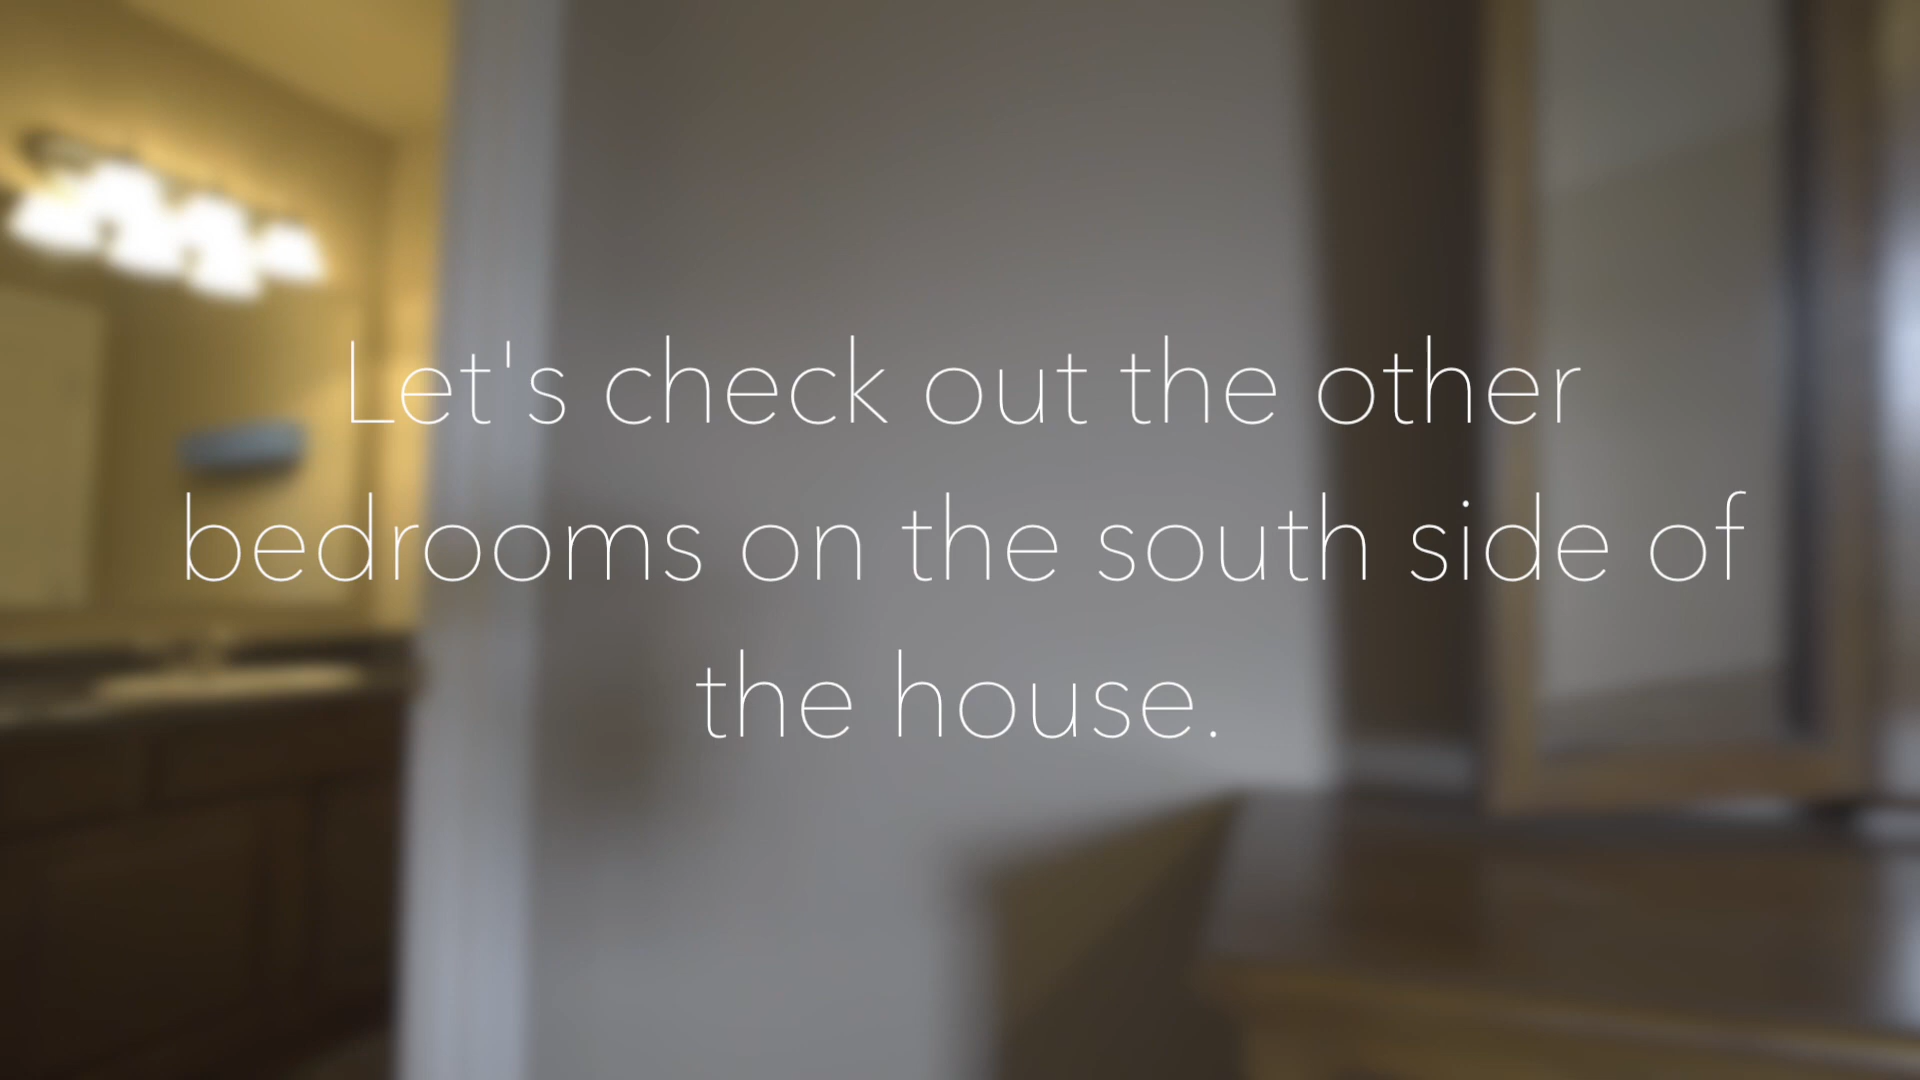 Let's check out the other
bedrooms on the south side of
the house.